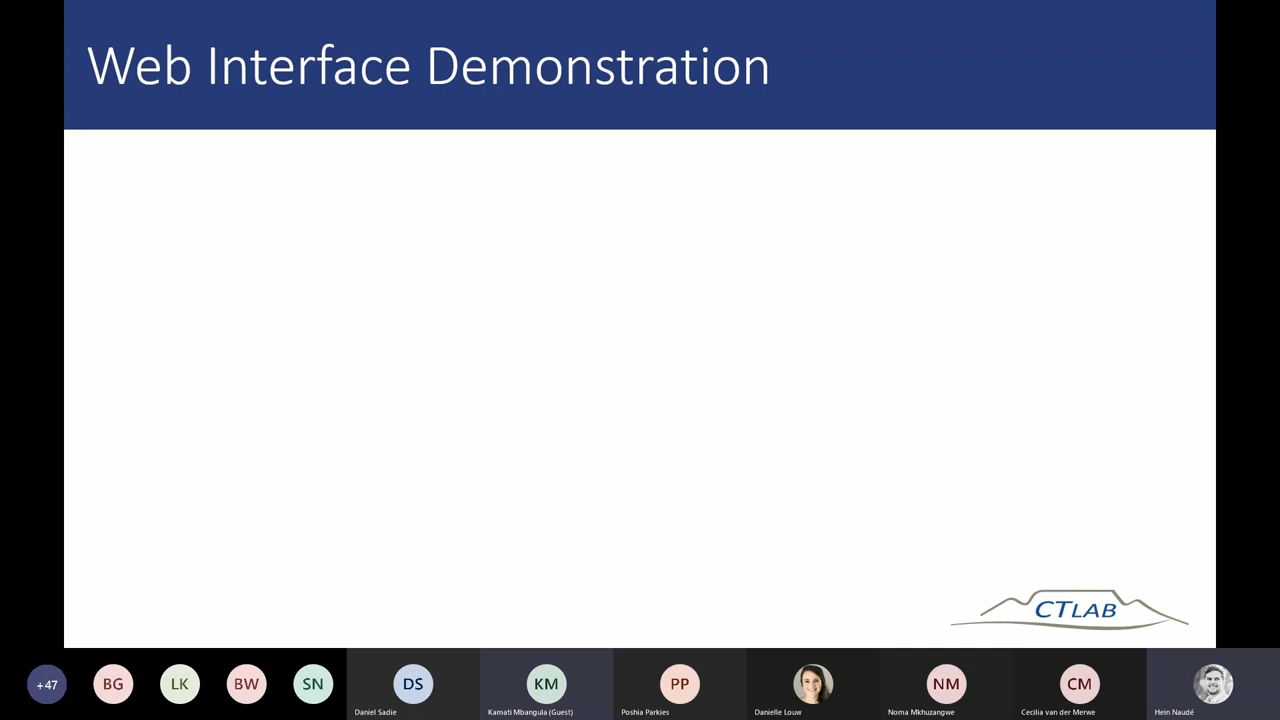 Web Interface Demonstration
CTLAB
+47
BG
LK
BW
SN
DS
KM
PP
NM
CM
Daniel Sadie
Kamati Mbangula (Guest)
Poshia Parkies
Danielle Louw
Noma Mkhuzangwe
Cecilia van der Merwe
Hein Naudé